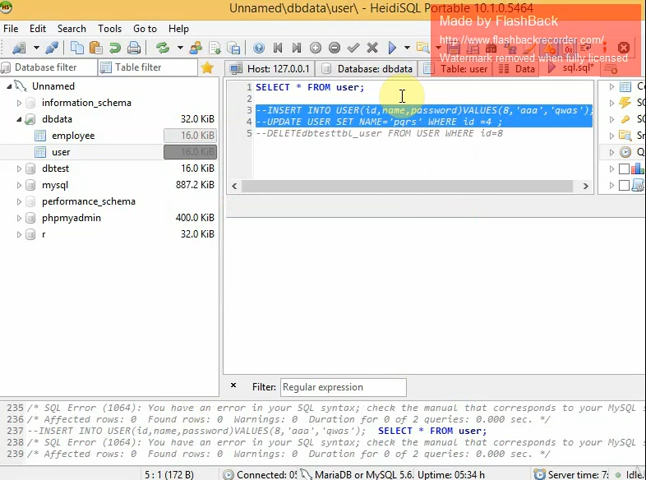 Unnamed\dbdata\user\ - HeidiSQL Portable 10.1.0.5464
Made by FlashBack
http://www.flashbackrecorder.com/
Watermark removed when fully licensed
File Edit Search Tools Go to Help
Database filter Table filter Host: 127.0.0.1 Database: dbdata Table: user Data sql.sql*
Unnamed
information_schema
dbdata 32.0 KiB
employee 16.0 KiB
user 16.0 KiB
dbtest 16.0 KiB
mysql 887.2 KiB
performance_schema
phpmyadmin 400.0 KiB
r 32.0 KiB
1 SELECT * FROM user;
2
3 --INSERT INTO USER(id,name,password)VALUES(8,'aaa','qwas');
4 --UPDATE USER SET NAME='pqrs' WHERE id =4 ;
5 --DELETEdbtesttbl_user FROM USER WHERE id=8
Filter: Regular expression
235 /* SQL Error (1064): You have an error in your SQL syntax; check the manual that corresponds to your MySQL
236 /* Affected rows: 0 Found rows: 0 Warnings: 0 Duration for 0 of 2 queries: 0.000 sec. */
237 --INSERT INTO USER(id,name,password)VALUES(8,'aaa','qwas'); SELECT * FROM user;
238 /* SQL Error (1064): You have an error in your SQL syntax; check the manual that corresponds to your MySQL
239 /* Affected rows: 0 Found rows: 0 Warnings: 0 Duration for 0 of 2 queries: 0.000 sec. */
5 : 1 (172 B) Connected: 0 MariaDB or MySQL 5.6. Uptime: 05:34 h Server time: 7: Idle.